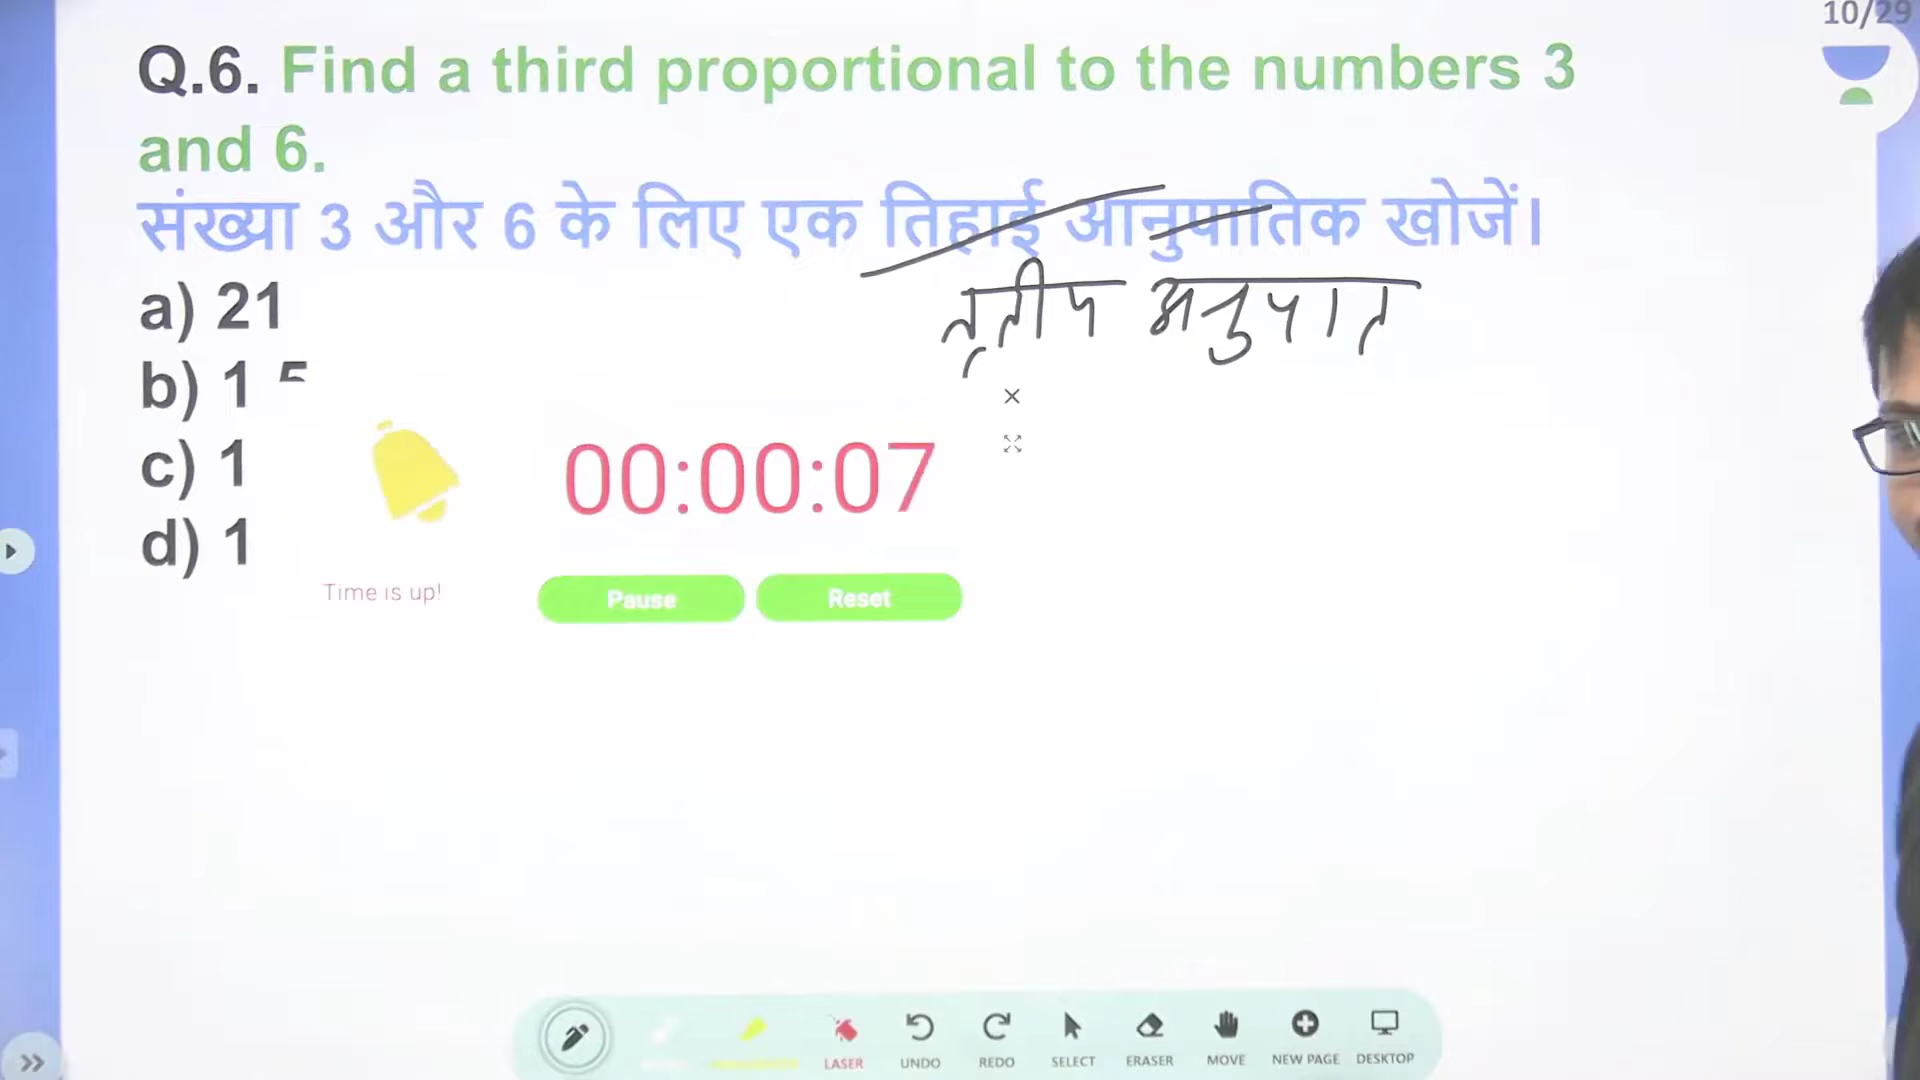 10/29
Q.6. Find a third proportional to the numbers 3
and 6.
संख्या 3 और 6 के लिए एक तिहाई आनुपातिक खोजें।
तृतीय अनुपात
a) 21
b) 1 5
c) 1
d) 1
00:00:07
Time is up!
Pause Reset
LASER UNDO REDO SELECT ERASER MOVE NEW PAGE DESKTOP